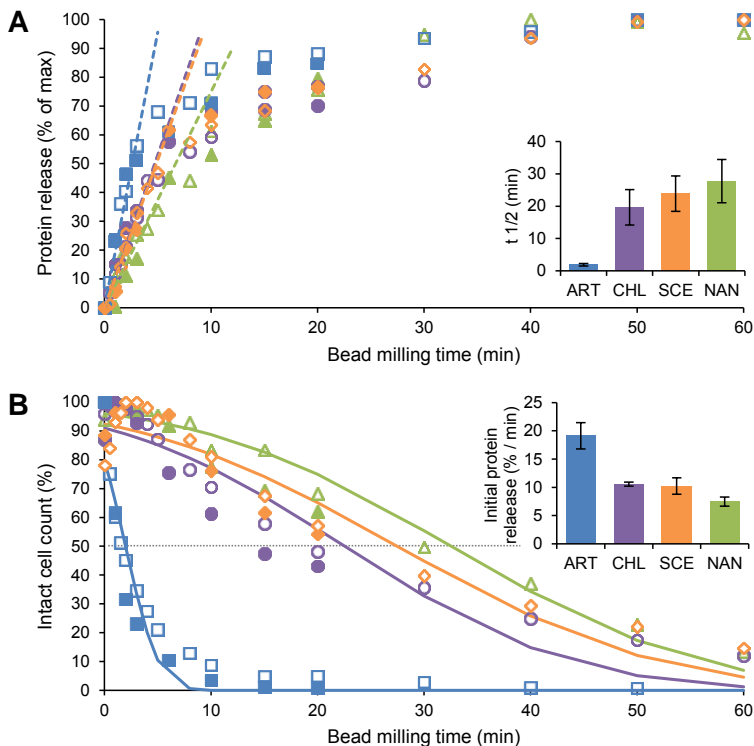 A
Protein release (% of max)
100
90
80
70
60
50
40
30
20
10
0
0 10 20 30 40 50 60
Bead milling time (min)
t 1/2 (min)
40
30
20
10
0
ART CHL SCE NAN
B
Intact cell count (%)
100
90
80
70
60
50
40
30
20
10
0
0 10 20 30 40 50 60
Bead milling time (min)
Initial protein
relaease (% / min)
25
20
15
10
5
0
ART CHL SCE NAN